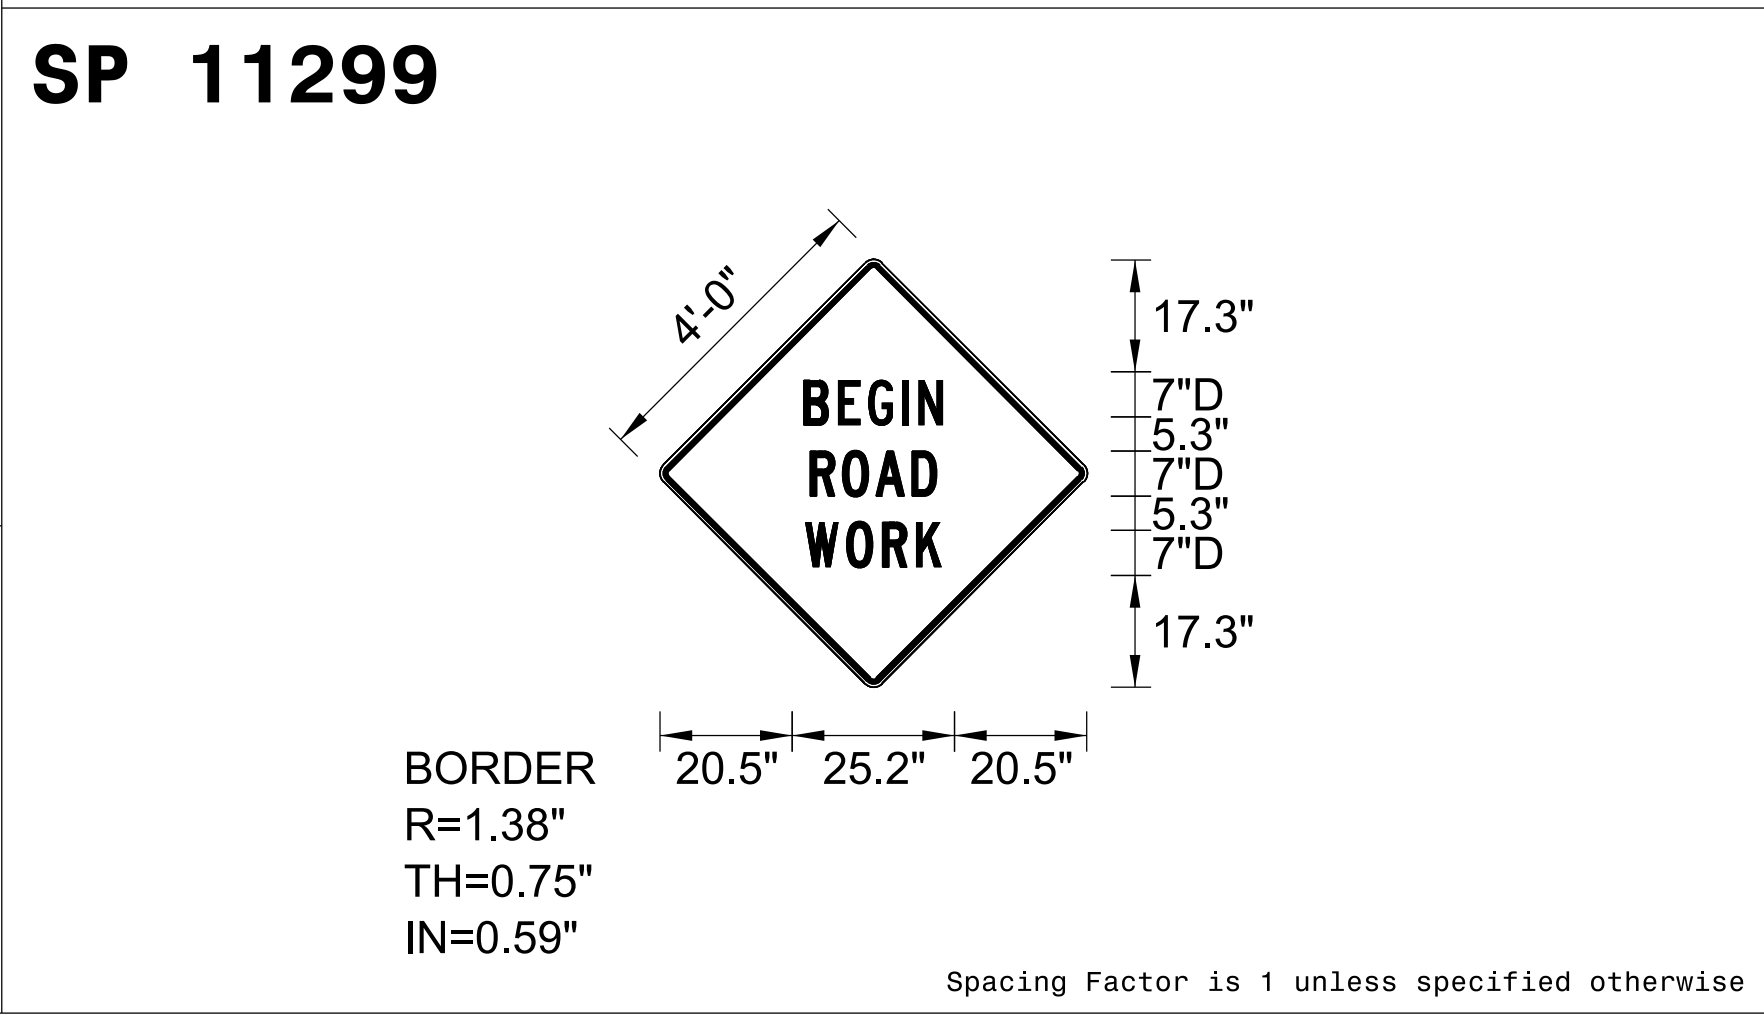 SP 11299
4'-0"
17.3"
BEGIN
7"D
5.3"
ROAD
7"D
5.3"
WORK
7"D
17.3"
20.5" 25.2" 20.5"
BORDER
R=1.38"
TH=0.75"
IN=0.59"
Spacing Factor is 1 unless specified otherwise